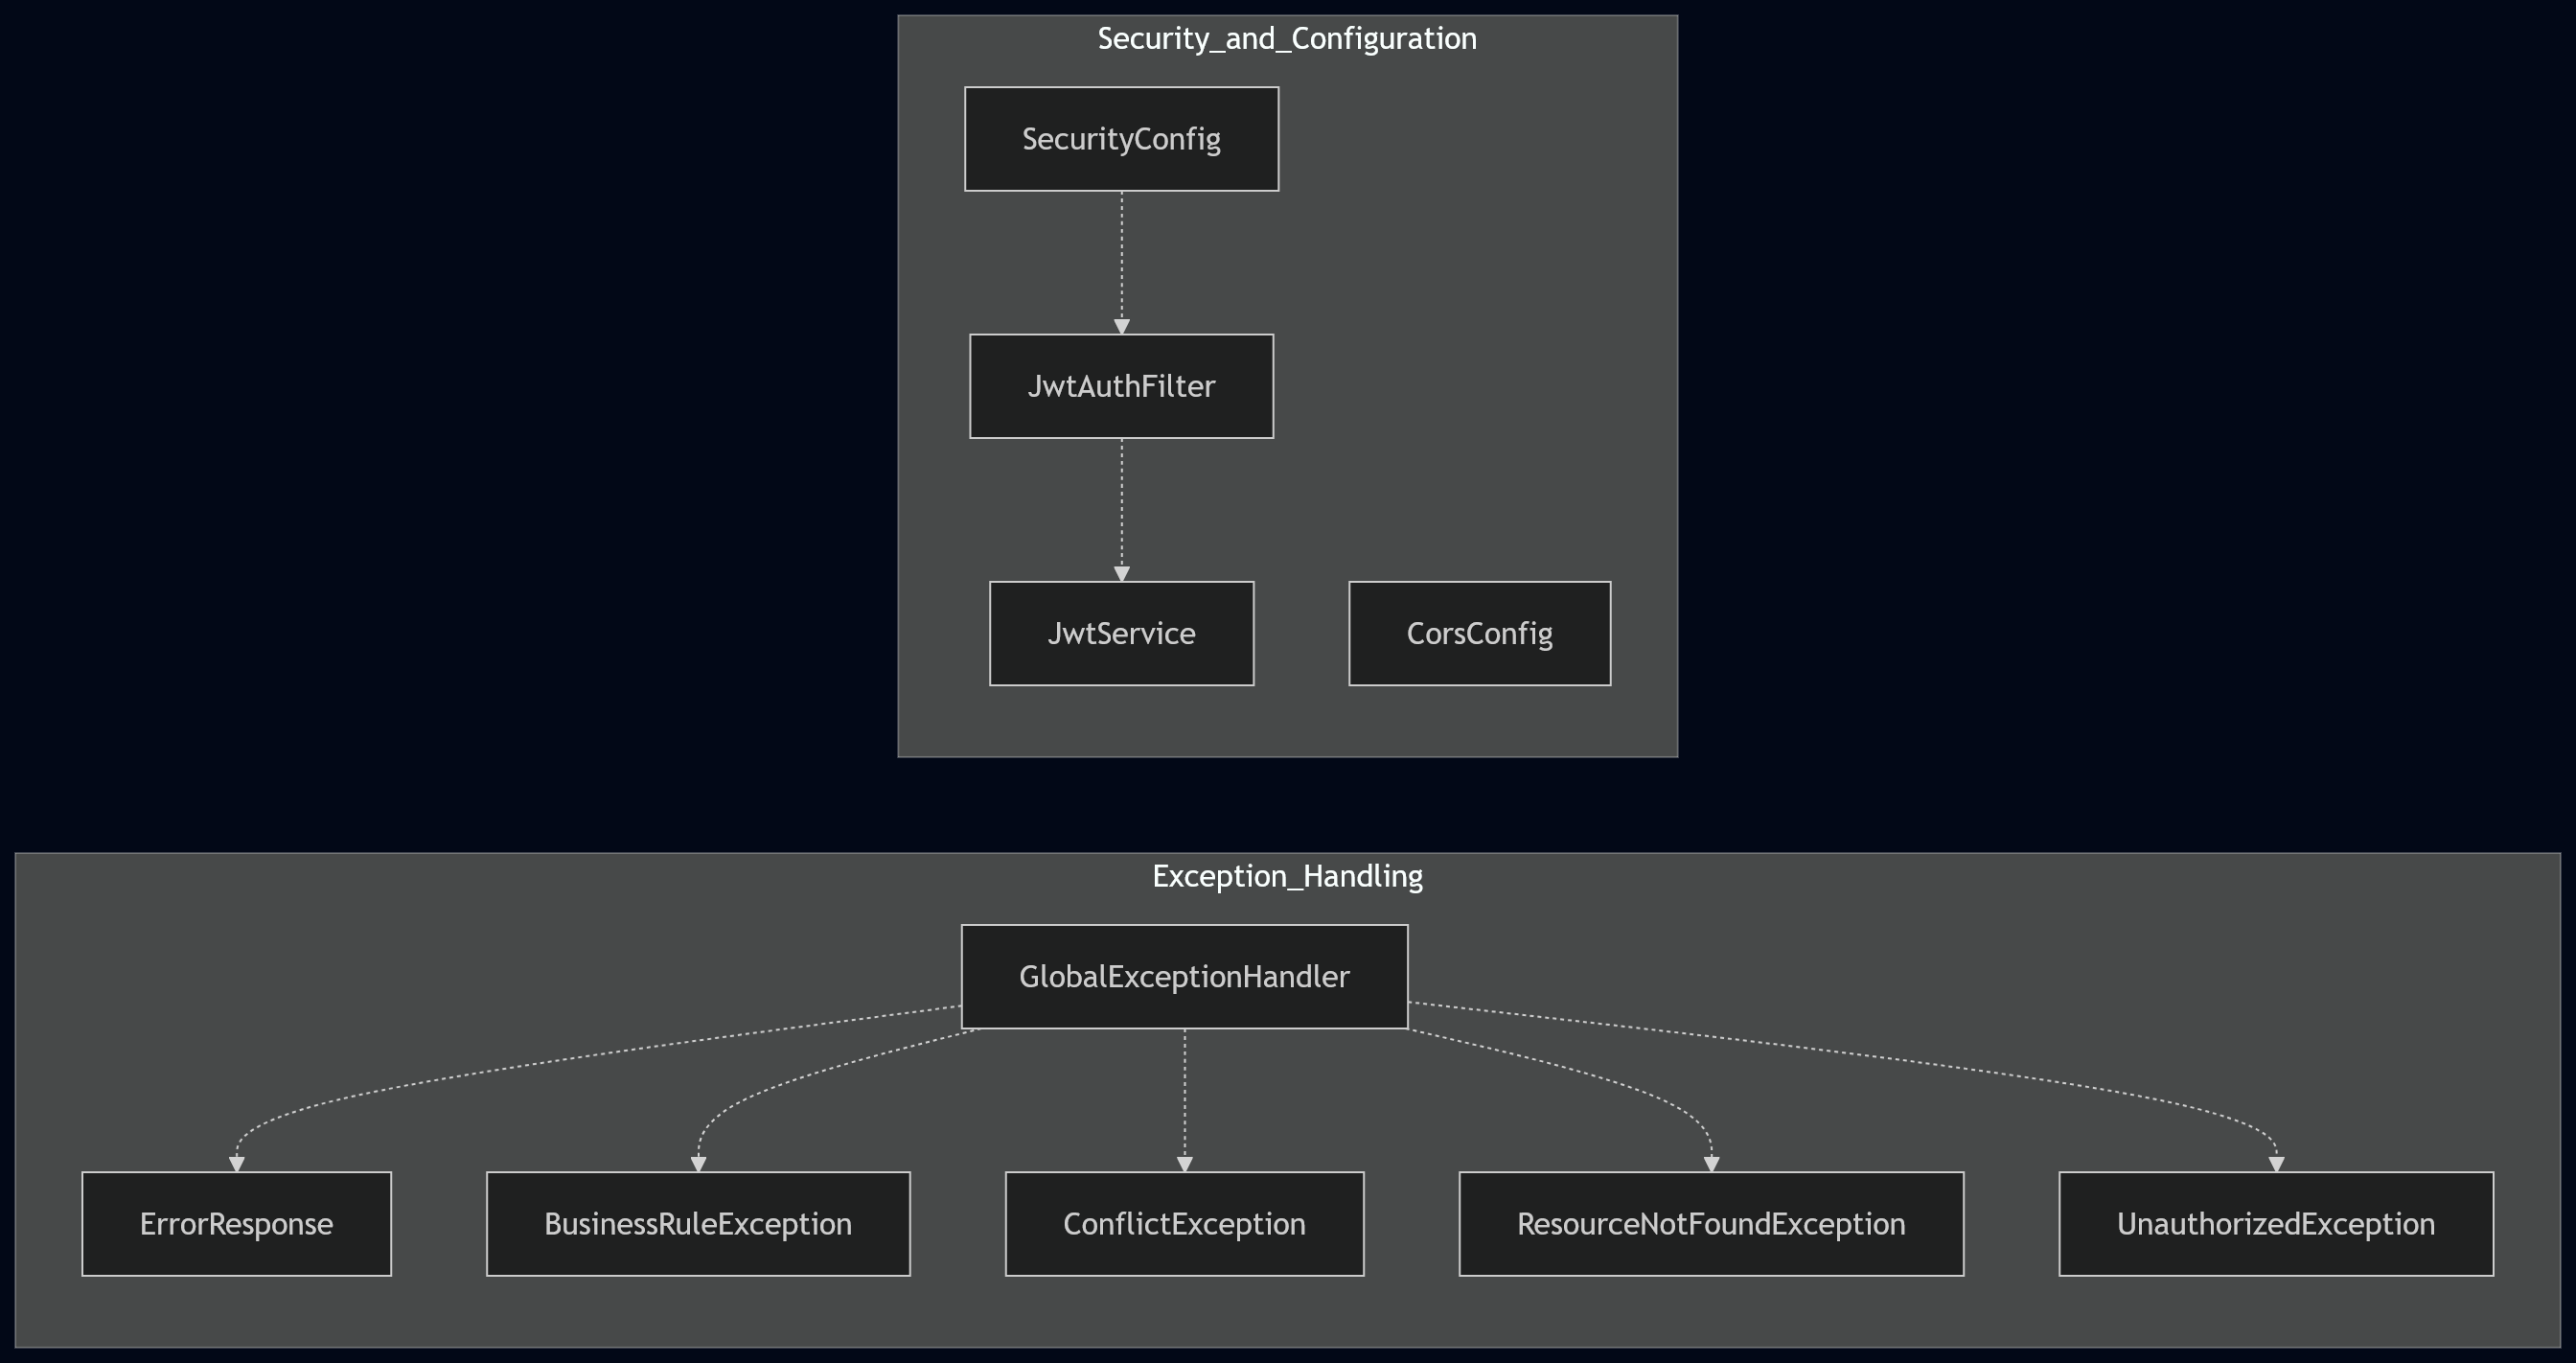 Security_and_Configuration
SecurityConfig
JwtAuthFilter
JwtService
CorsConfig
Exception_Handling
GlobalExceptionHandler
ErrorResponse
BusinessRuleException
ConflictException
ResourceNotFoundException
UnauthorizedException